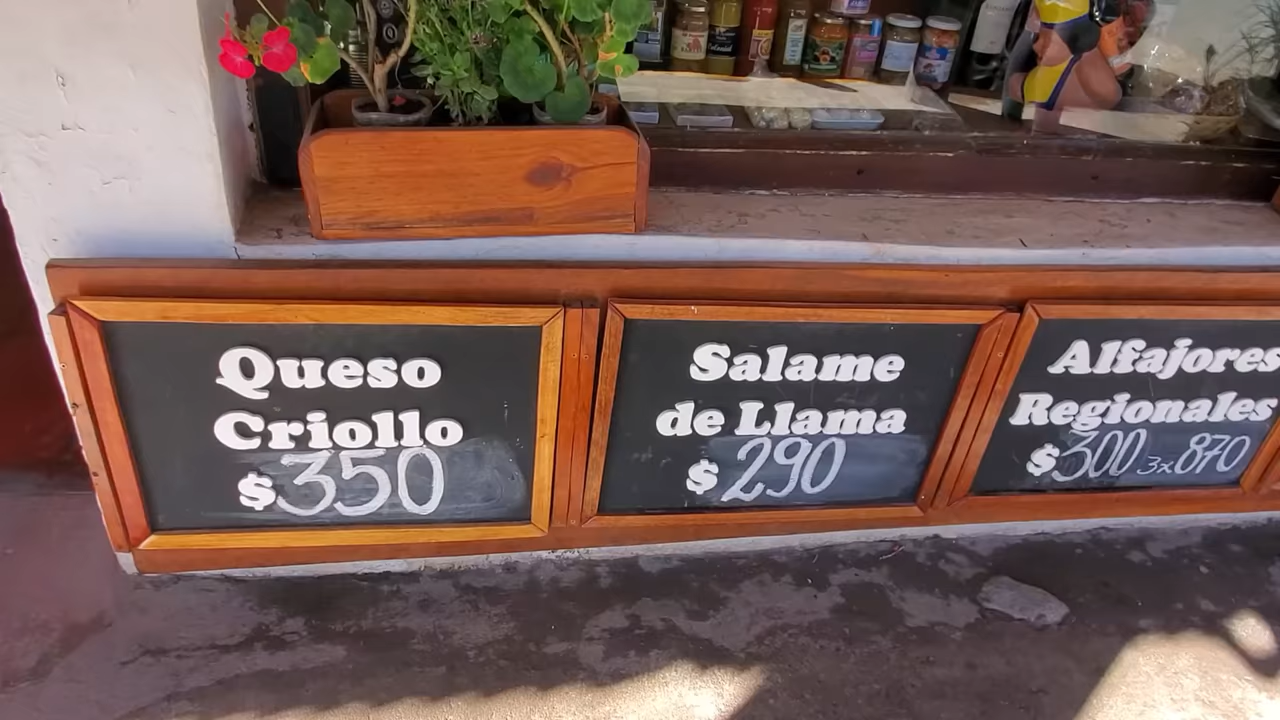 Queso
Criollo
$350
Salame
de Llama
$290
Alfajores
Regionales
$300 3x870